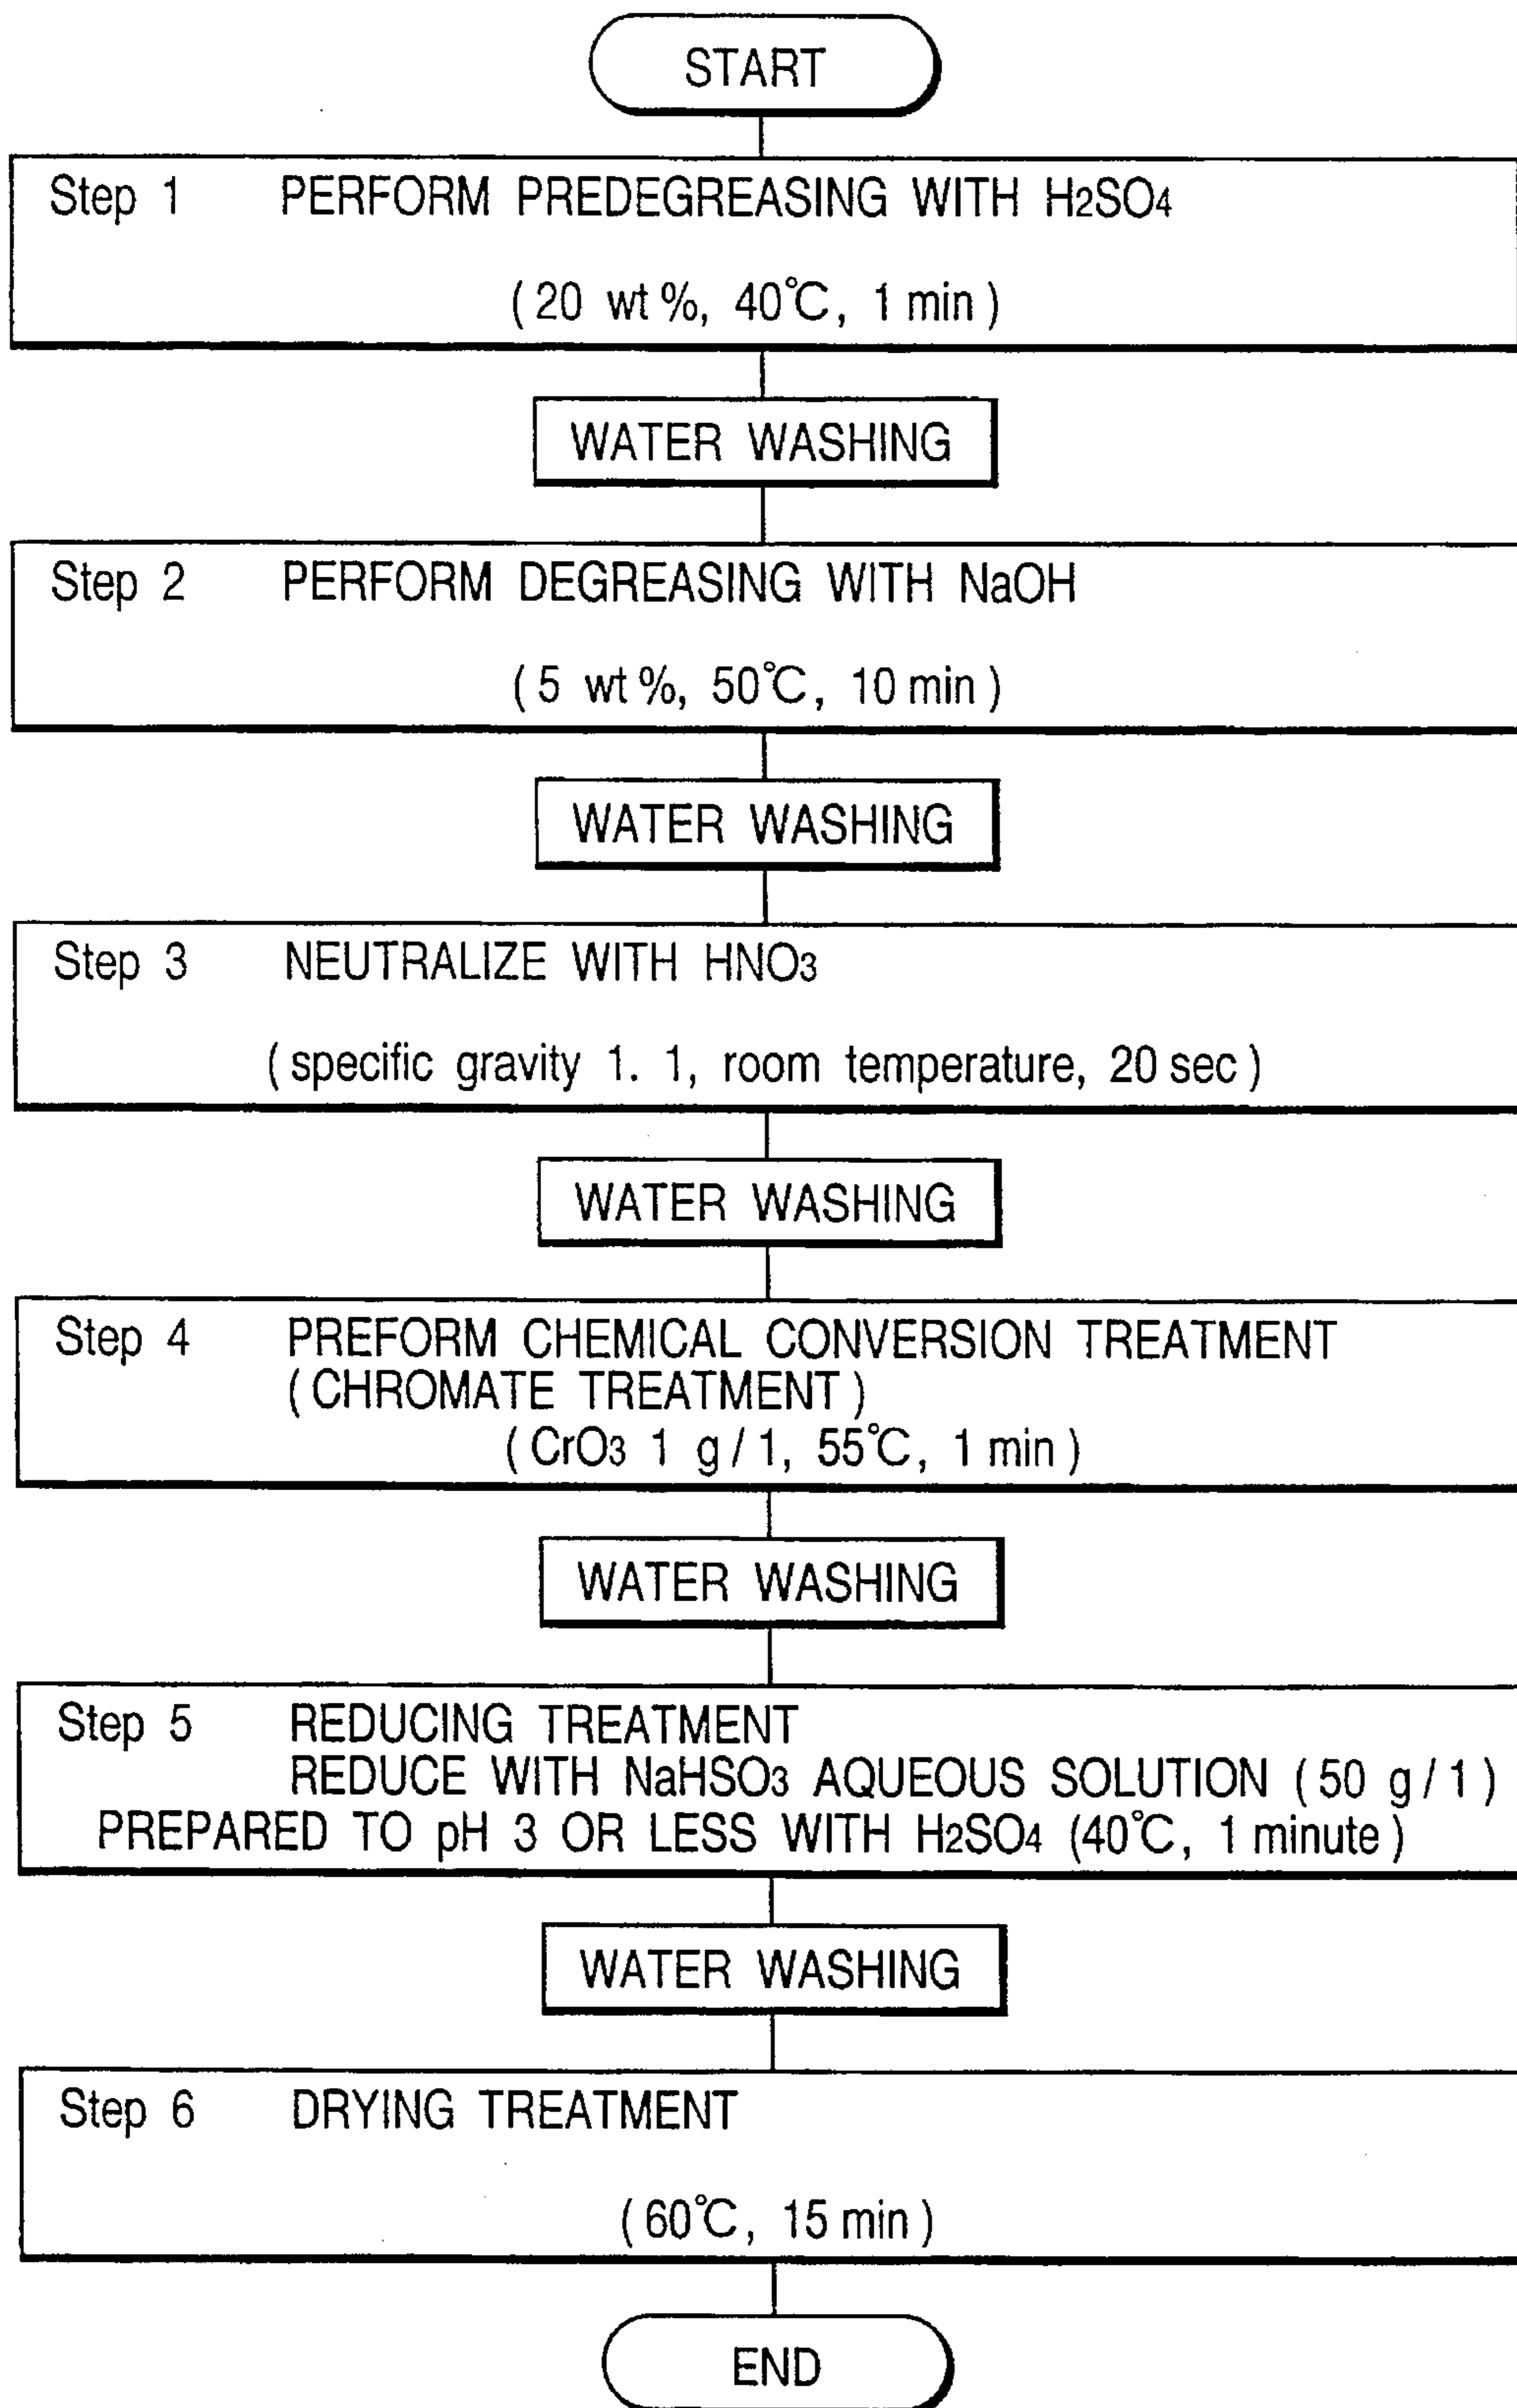 START
Step 1 PERFORM PREDEGREASING WITH H2SO4
(20 wt%, 40℃, 1 min)
WATER WASHING
Step 2 PERFORM DEGREASING WITH NaOH
(5 wt%, 50℃, 10 min)
WATER WASHING
Step 3 NEUTRALIZE WITH HNO3
(specific gravity 1. 1, room temperature, 20 sec)
WATER WASHING
Step 4 PREFORM CHEMICAL CONVERSION TREATMENT
(CHROMATE TREATMENT)
(CrO3 1 g/1, 55℃, 1 min)
WATER WASHING
Step 5 REDUCING TREATMENT
REDUCE WITH NaHSO3 AQUEOUS SOLUTION (50 g/1)
PREPARED TO pH 3 OR LESS WITH H2SO4 (40℃, 1 minute)
WATER WASHING
Step 6 DRYING TREATMENT
(60℃, 15 min)
END